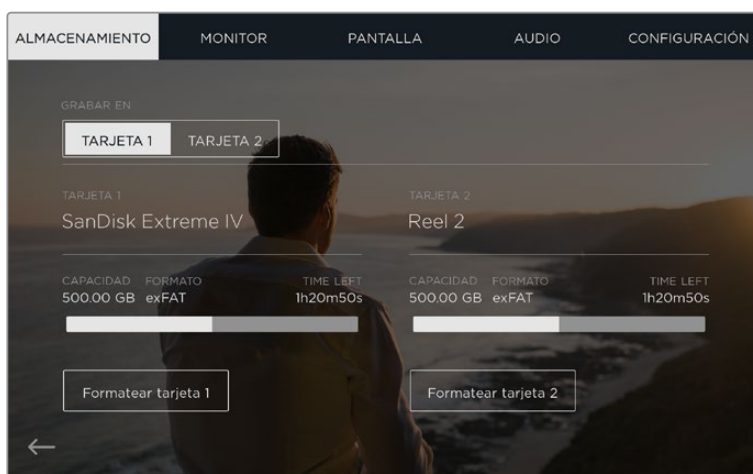 ALMACENAMIENTO MONITOR PANTALLA AUDIO CONFIGURACIÓN
GRABAR EN
TARJETA 1 TARJETA 2
TARJETA 1 TARJETA 2
SanDisk Extreme IV Reel 2
CAPACIDAD FORMATO TIME LEFT CAPACIDAD FORMATO TIME LEFT
500.00 GB exFAT 1h20m50s 500.00 GB exFAT 1h20m50s
Formatear tarjeta 1 Formatear tarjeta 2